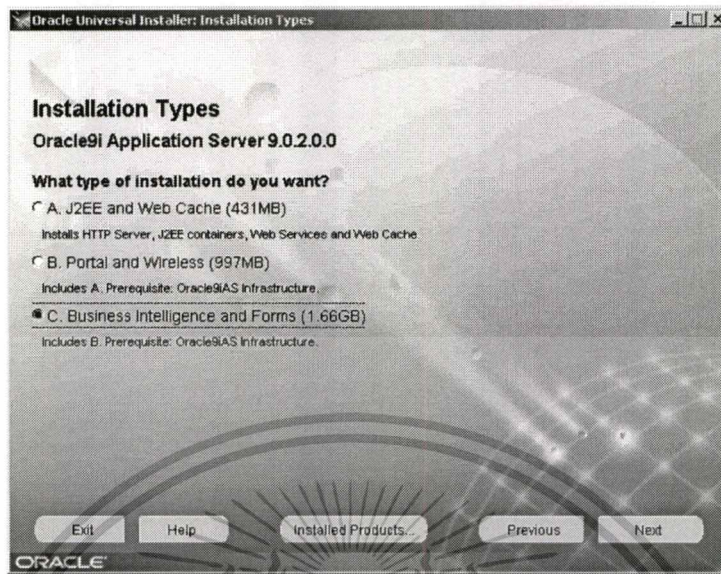 Oracle Universal Installer: Installation Types
Installation Types
Oracle9i Application Server 9.0.2.0.0
What type of installation do you want?
A. J2EE and Web Cache (431MB)
Installs HTTP Server, J2EE containers, Web Services and Web Cache
B. Portal and Wireless (997MB)
Includes A. Prerequisite: Oracle9iAS Infrastructure.
C. Business Intelligence and Forms (1.66GB)
Includes B. Prerequisite: Oracle9iAS Infrastructure.
Exit Help Installed Products... Previous Next
ORACLE